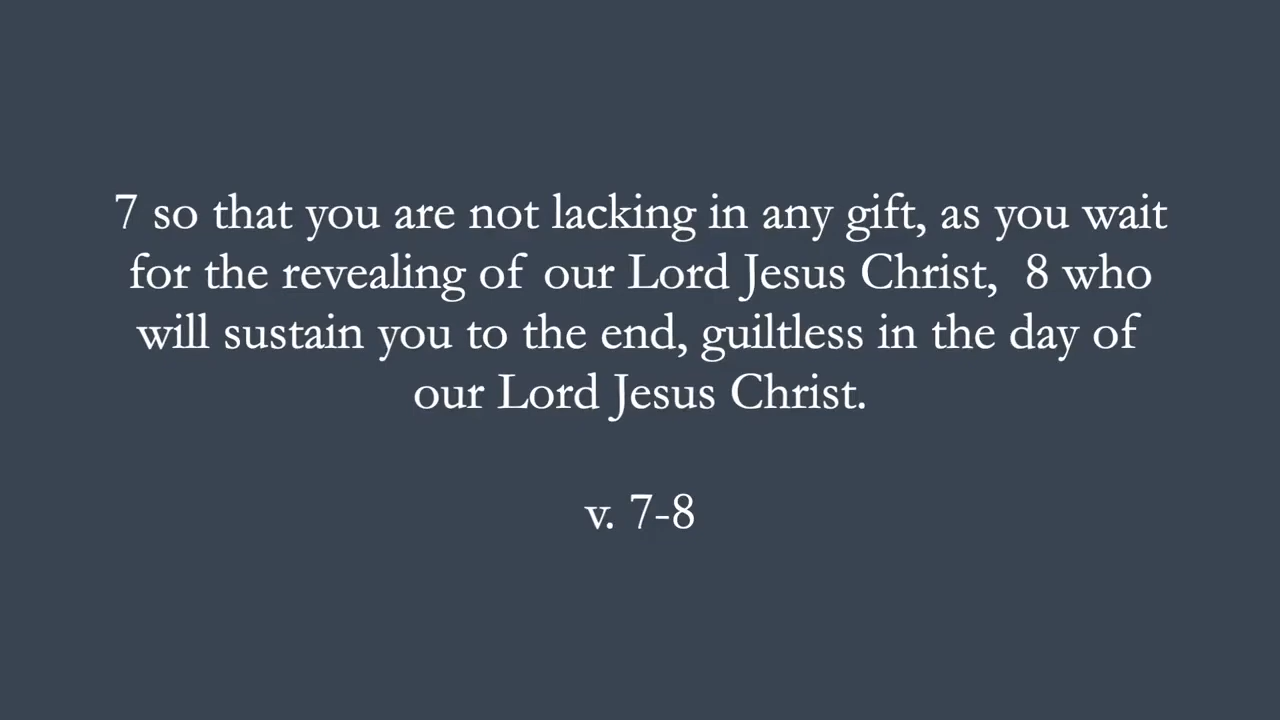 7 so that you are not lacking in any gift, as you wait
for the revealing of our Lord Jesus Christ,  8 who
will sustain you to the end, guiltless in the day of
our Lord Jesus Christ.
v. 7-8